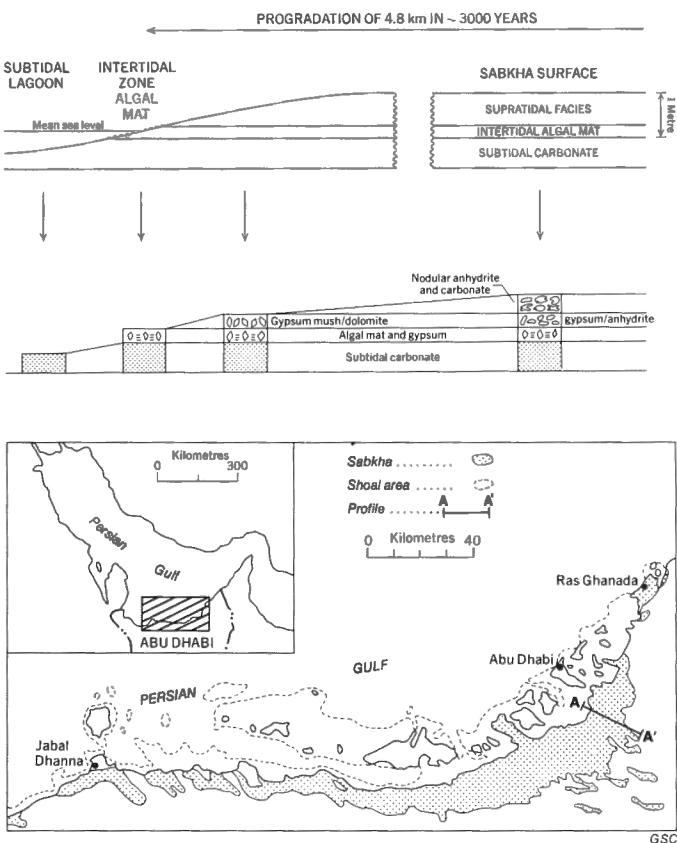 PROGRADATION OF 4.8 km IN ~ 3000 YEARS
SUBTIDAL
LAGOON
INTERTIDAL
ZONE
ALGAL
MAT
SABKHA SURFACE
Mean sea level
SUPRATIDAL FACIES
INTERTIDAL ALGAL MAT
SUBTIDAL CARBONATE
1 Metre
Nodular anhydrite
and carbonate
Gypsum mush/dolomite
gypsum/anhydrite
Algal mat and gypsum
Subtidal carbonate
Kilometres
0 300
Persian
Gulf
ABU DHABI
Sabkha ..........
Shoal area ......
Profile ......... A A'
0 Kilometres 40
Ras Ghanada
Abu Dhabi
GULF
PERSIAN
A
A'
Jabal
Dhanna
GSC